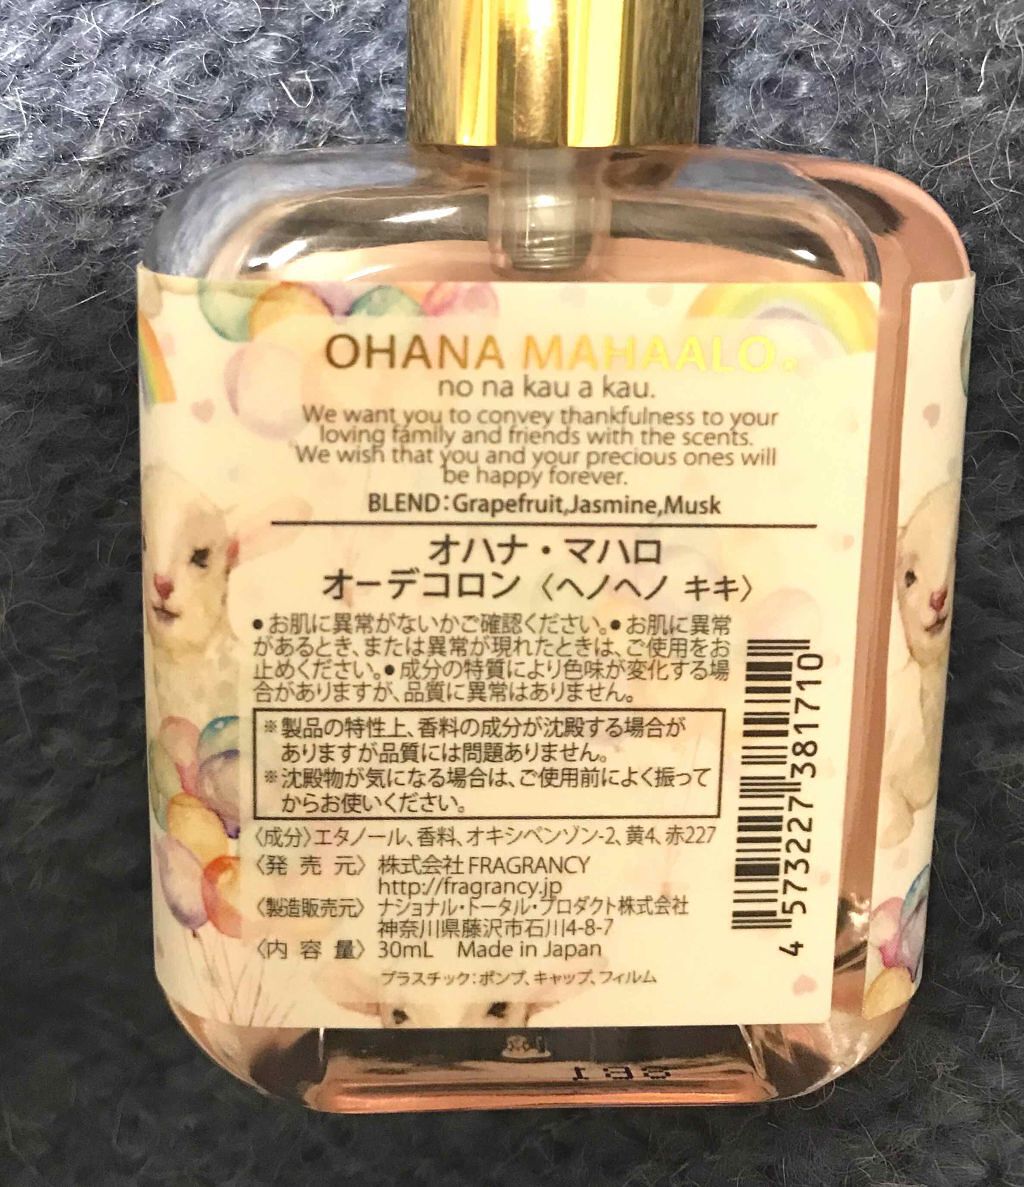 OHANA MAHAALO.
no na kau a kau.
We want you to convey thankfulness to your
loving family and friends with the scents.
We wish that you and your precious ones will
be happy forever.
BLEND:Grapefruit,Jasmine,Musk
オハナ・マハロ
オーデコロン〈ヘノヘノ キキ〉
●お肌に異常がないかご確認ください。●お肌に異常
があるとき、または異常が現れたときは、ご使用をお
止めください。●成分の特質により色味が変化する場
合がありますが、品質に異常はありません。
※製品の特性上、香料の成分が沈殿する場合が
ありますが品質には問題ありません。
※沈殿物が気になる場合は、ご使用前によく振って
からお使いください。
〈成分〉エタノール、香料、オキシベンゾン-2、黄4、赤227
〈発売元〉株式会社FRAGRANCY
http://fragrancy.jp
〈製造販売元〉ナショナル・トータル・プロダクト株式会社
神奈川県藤沢市石川4-8-7
〈内容量〉30mL Made in Japan
プラスチック:ポンプ、キャップ、フィルム
4 573227 381710